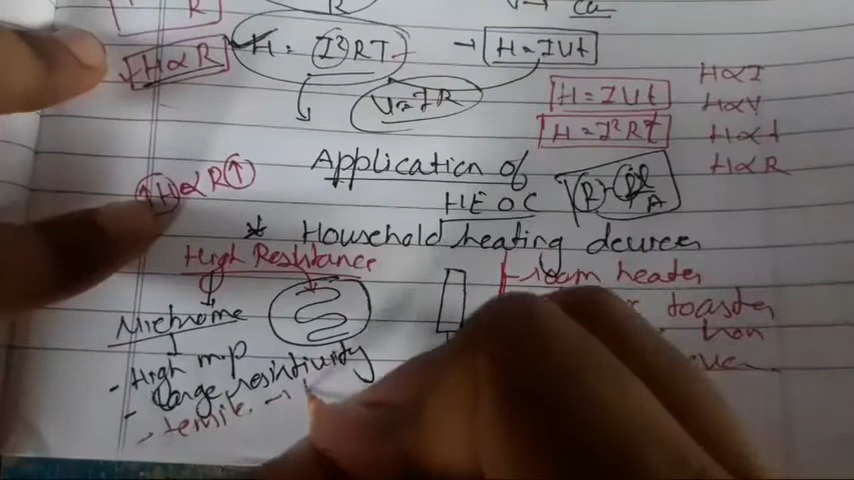 R
H ∝ R
H = I²RT
→ H = IVt
V = IR
H = IVt
H = I²Rt
H ∝ I
H ∝ V
H ∝ t
H ∝ R
↑ H ∝ R ↑
Application of
HEOC
R = ρl
A
* Household heating devices
High Resistance
room heater
toaster
Iron
Nichrome
- High mp
- Large resistivity
- tensile. →